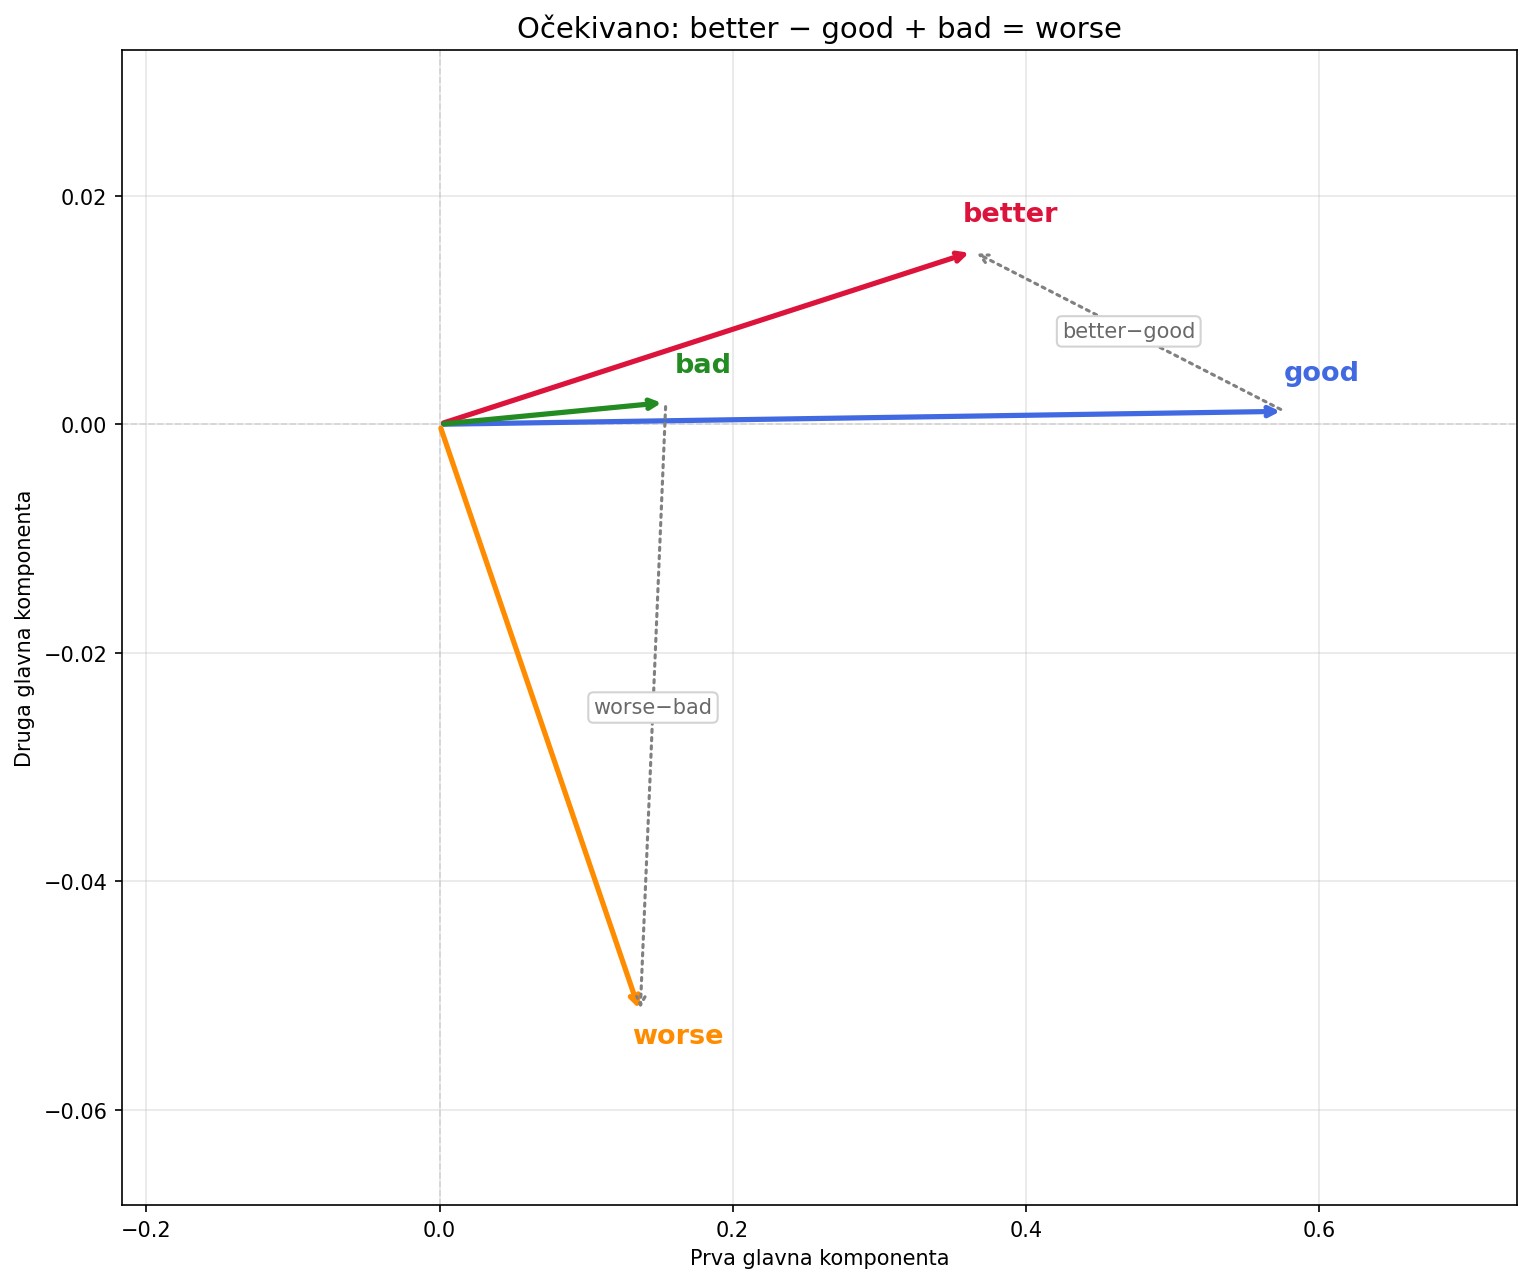 Očekivano: better − good + bad = worse
0.02
better
better−good
bad
good
0.00
Druga glavna komponenta
−0.02
worse−bad
−0.04
worse
−0.06
−0.2
0.0
0.2
0.4
0.6
Prva glavna komponenta